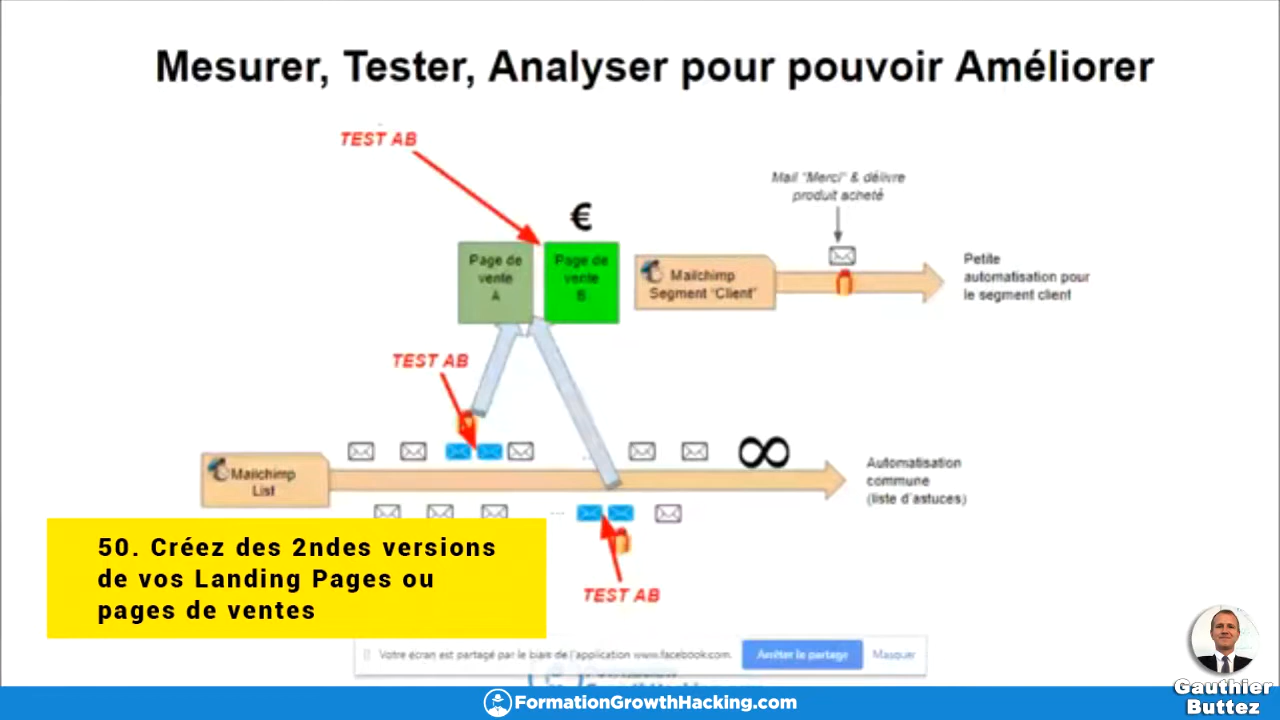 Mesurer, Tester, Analyser pour pouvoir Améliorer
TEST AB
Mail "Merci" & délivre
produit acheté
€
Page de
vente
A
Page de
vente
B
Mailchimp
Segment "Client"
Petite
automatisation pour
le segment client
TEST AB
Mailchimp
List
...
∞
Automatisation
commune
(liste d'astuces)
...
50. Créez des 2ndes versions
de vos Landing Pages ou
pages de ventes
TEST AB
Votre écran est partagé par le biais de l'application www.facebook.com.
Arrêter le partage
Masquer
FormationGrowthHacking.com
Gauthier
Buttez